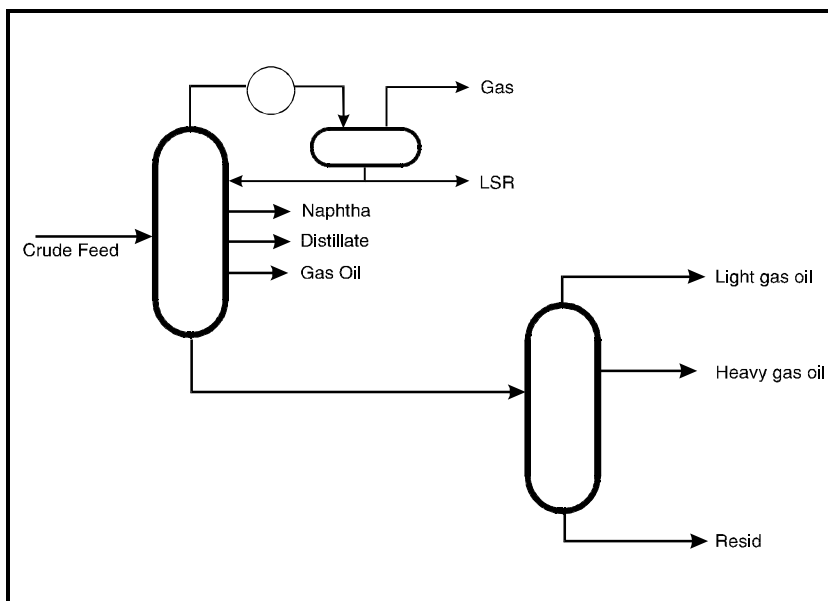 Gas
LSR
Naphtha
Distillate
Crude Feed
Gas Oil
Light gas oil
Heavy gas oil
Resid